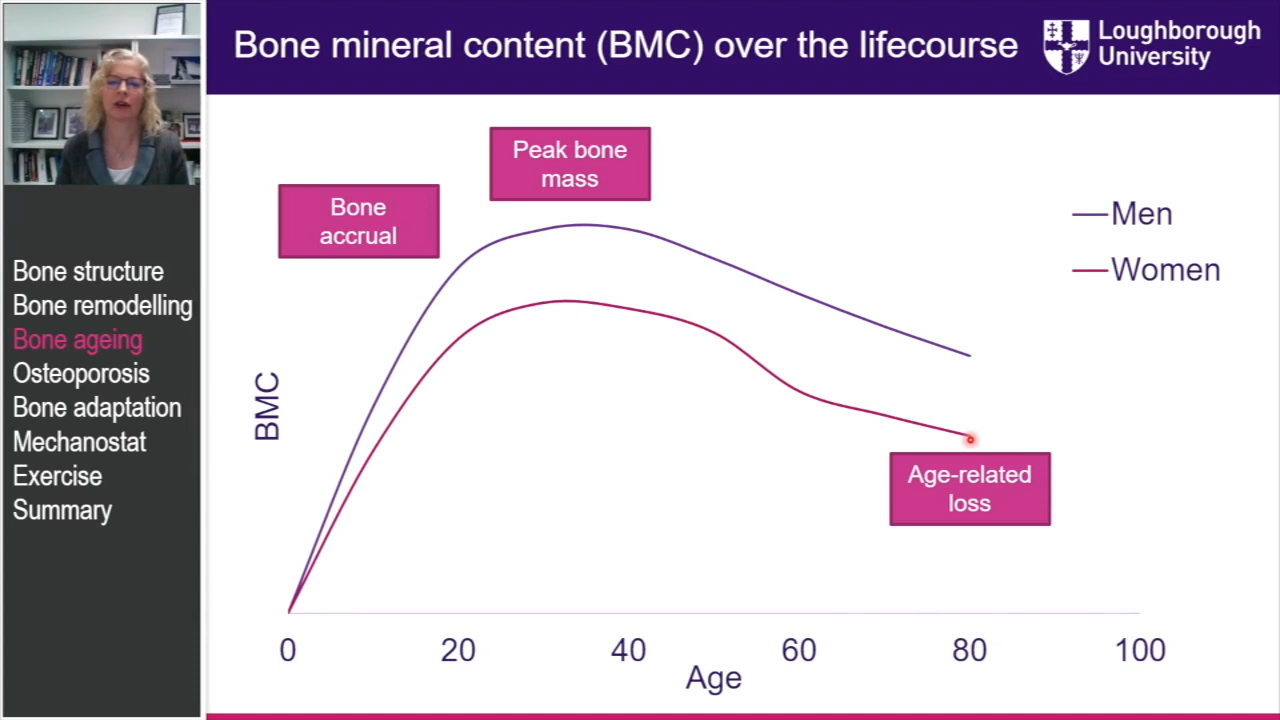 Bone mineral content (BMC) over the lifecourse
Loughborough
University
Bone structure
Bone remodelling
Bone ageing
Osteoporosis
Bone adaptation
Mechanostat
Exercise
Summary
Peak bone
mass
Bone
accrual
Men
Women
BMC
Age-related
loss
0 20 40 60 80 100
Age